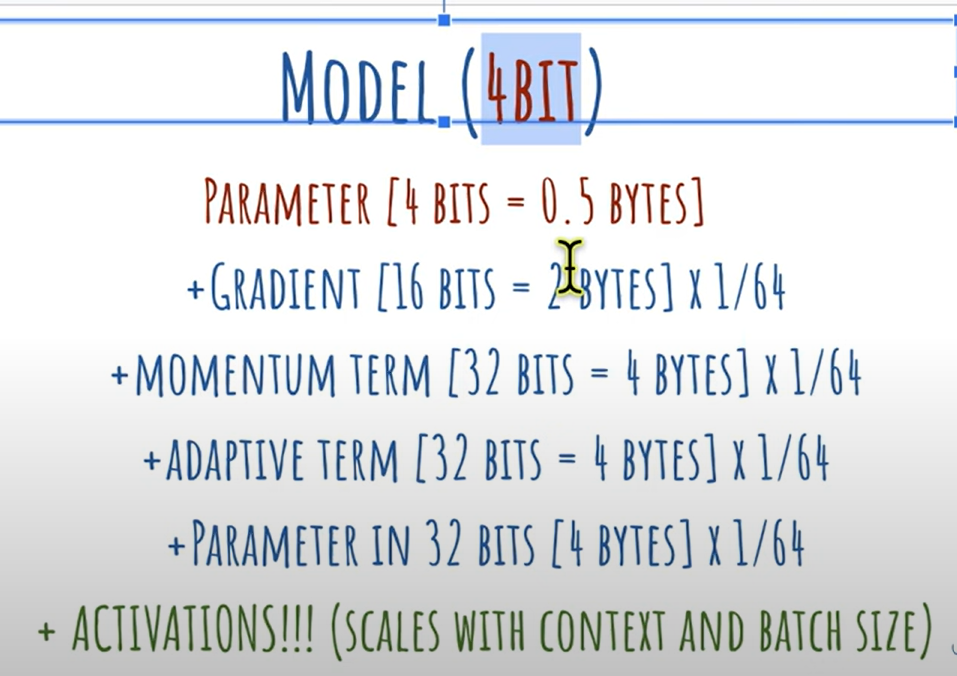 MODEL (4BIT)
PARAMETER [4 BITS = 0.5 BYTES]
+GRADIENT [16 BITS = 2 BYTES] X 1/64
+MOMENTUM TERM [32 BITS = 4 BYTES] X 1/64
+ADAPTIVE TERM [32 BITS = 4 BYTES] X 1/64
+PARAMETER IN 32 BITS [4 BYTES] X 1/64
+ ACTIVATIONS!!! (SCALES WITH CONTEXT AND BATCH SIZE)